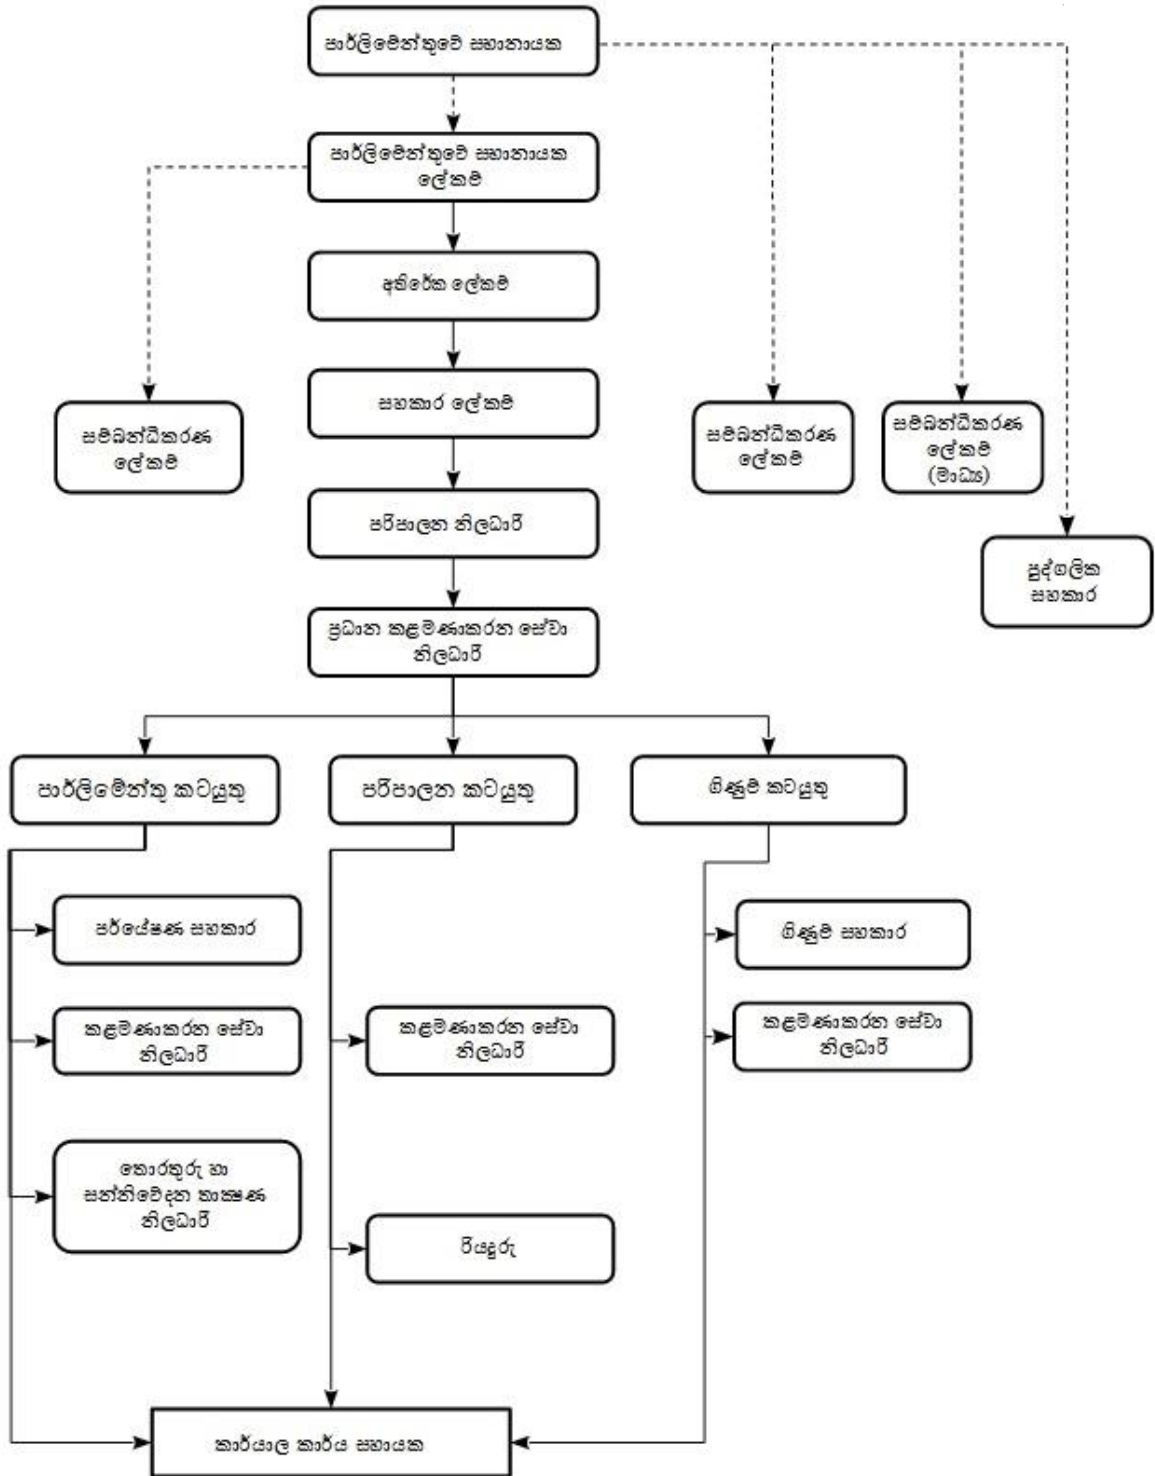 පාර්ලිමේන්තුවේ සභානායක
පාර්ලිමේන්තුවේ සභානායක
ලේකම්
අතිරේක ලේකම්
සහකාර ලේකම්
සම්බන්ධීකරණ
ලේකම්
සම්බන්ධීකරණ
ලේකම්
සම්බන්ධීකරණ
ලේකම්
(මාධ්‍ය)
පරිපාලන නිලධාරී
පුද්ගලික
සහකාර
ප්‍රධාන කළමණාකරන සේවා
නිලධාරී
පාර්ලිමේන්තු කටයුතු
පරිපාලන කටයුතු
ගිණුම් කටයුතු
පර්යේෂණ සහකාර
ගිණුම් සහකාර
කළමණාකරන සේවා
නිලධාරී
කළමණාකරන සේවා
නිලධාරී
කළමණාකරන සේවා
නිලධාරී
තොරතුරු හා
සන්නිවේදන තාක්‍ෂණ
නිලධාරී
රියදුරු
කාර්යාල කාර්ය සහායක